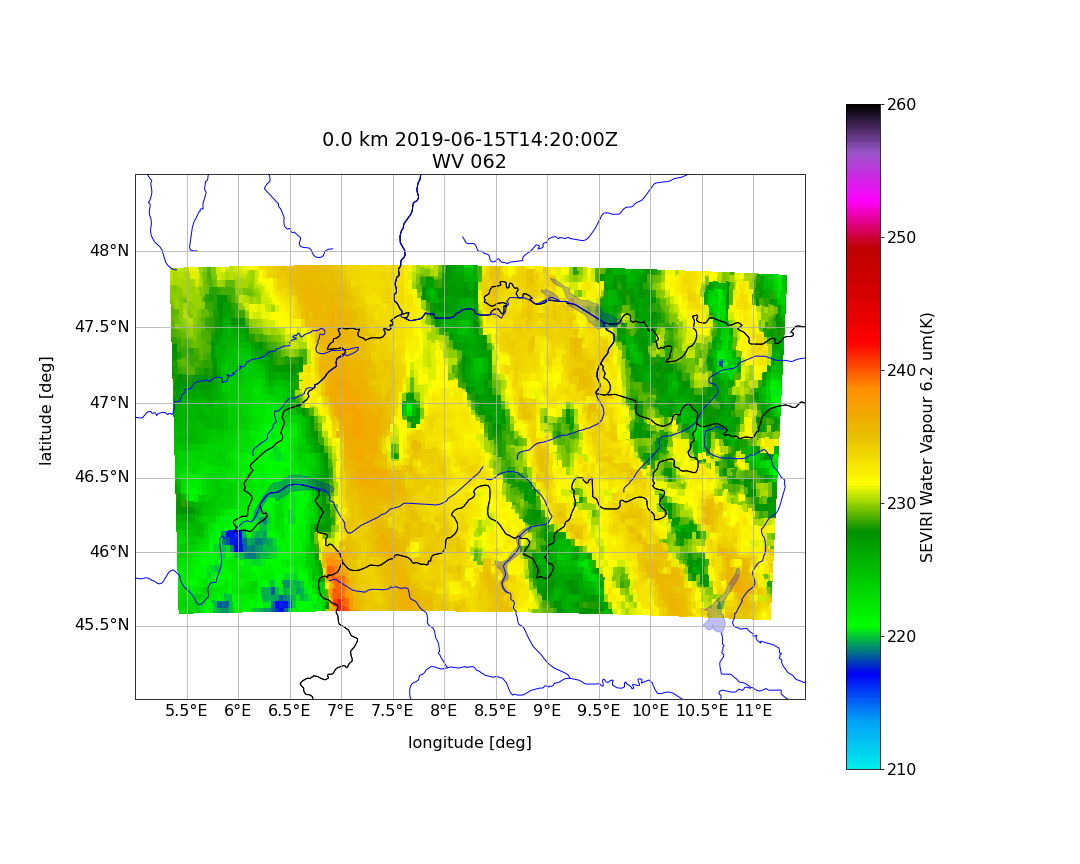 0.0 km 2019-06-15T14:20:00Z
WV 062
48°N
47.5°N
47°N
46.5°N
46°N
45.5°N
latitude [deg]
5.5°E 6°E 6.5°E 7°E 7.5°E 8°E 8.5°E 9°E 9.5°E 10°E 10.5°E 11°E
longitude [deg]
260
250
240
230
220
210
SEVIRI Water Vapour 6.2 um(K)